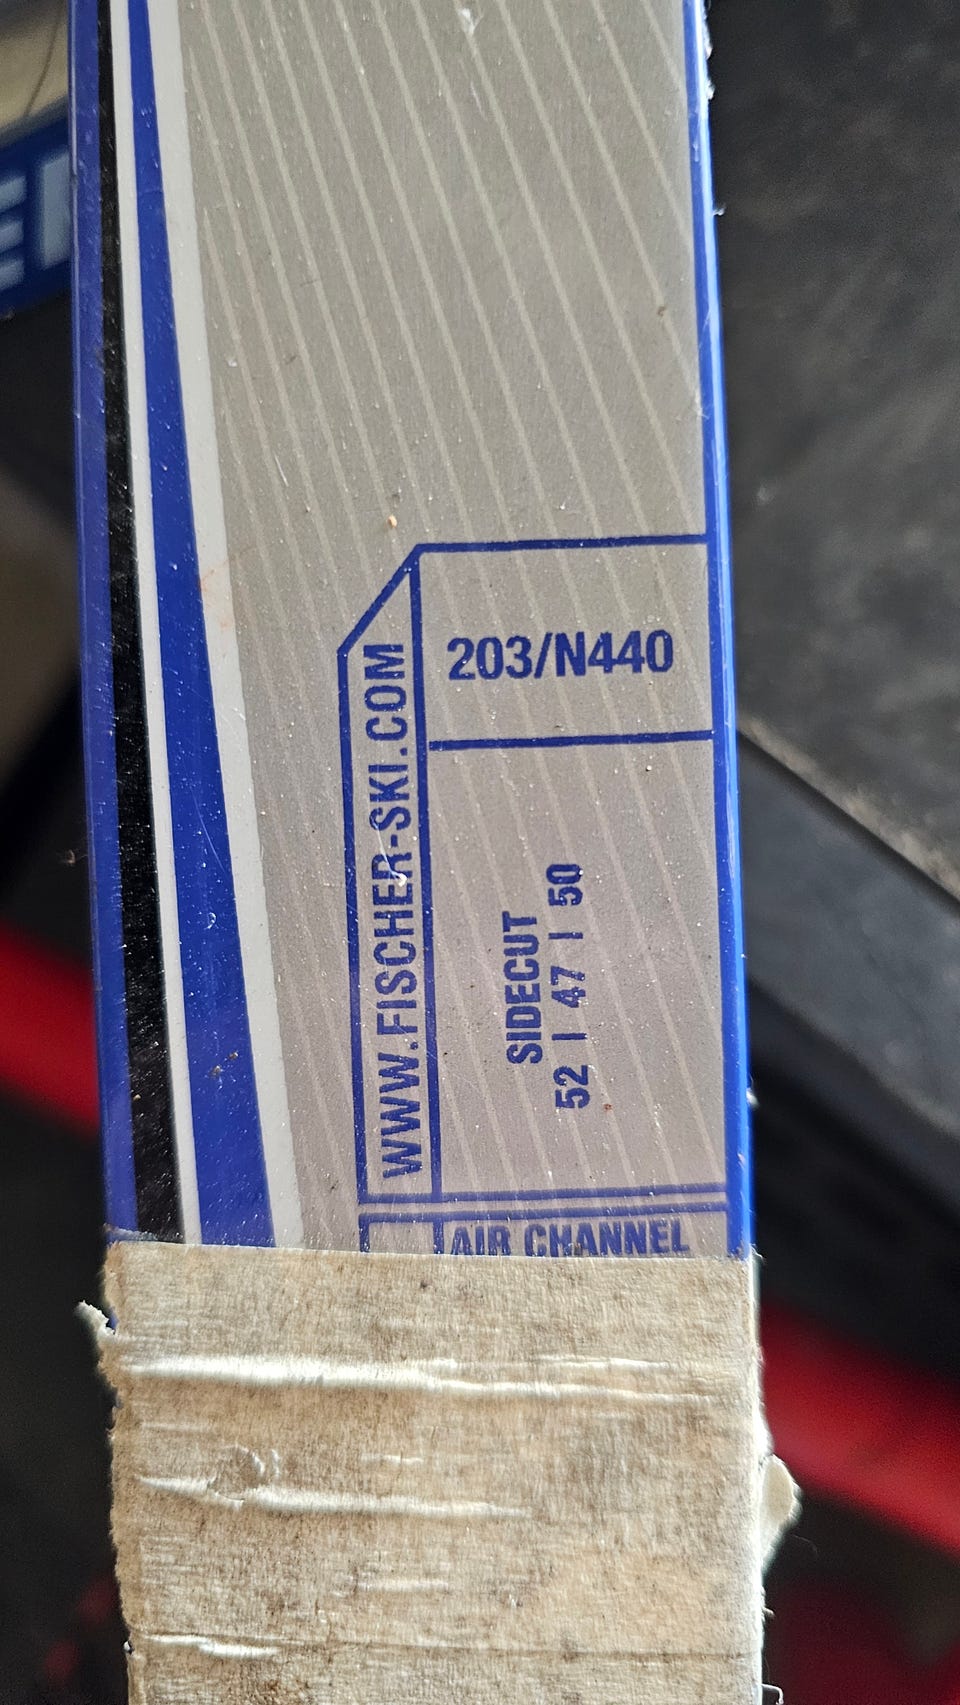 203/N440
WWW.FISCHER-SKI.COM
SIDECUT
52 | 47 | 50
AIR CHANNEL